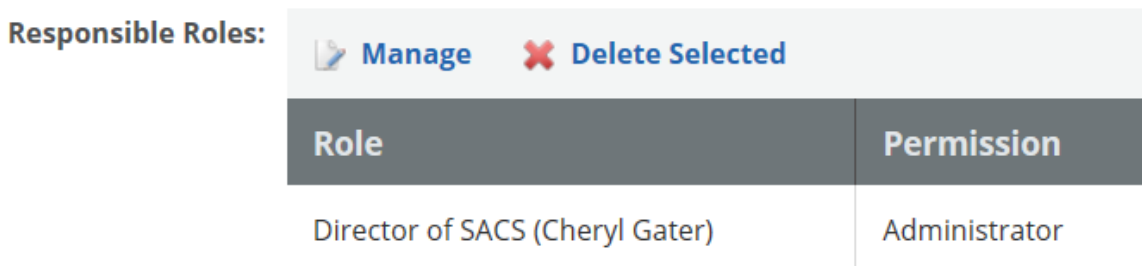 Responsible Roles:
Manage Delete Selected
Role Permission
Director of SACS (Cheryl Gater) Administrator